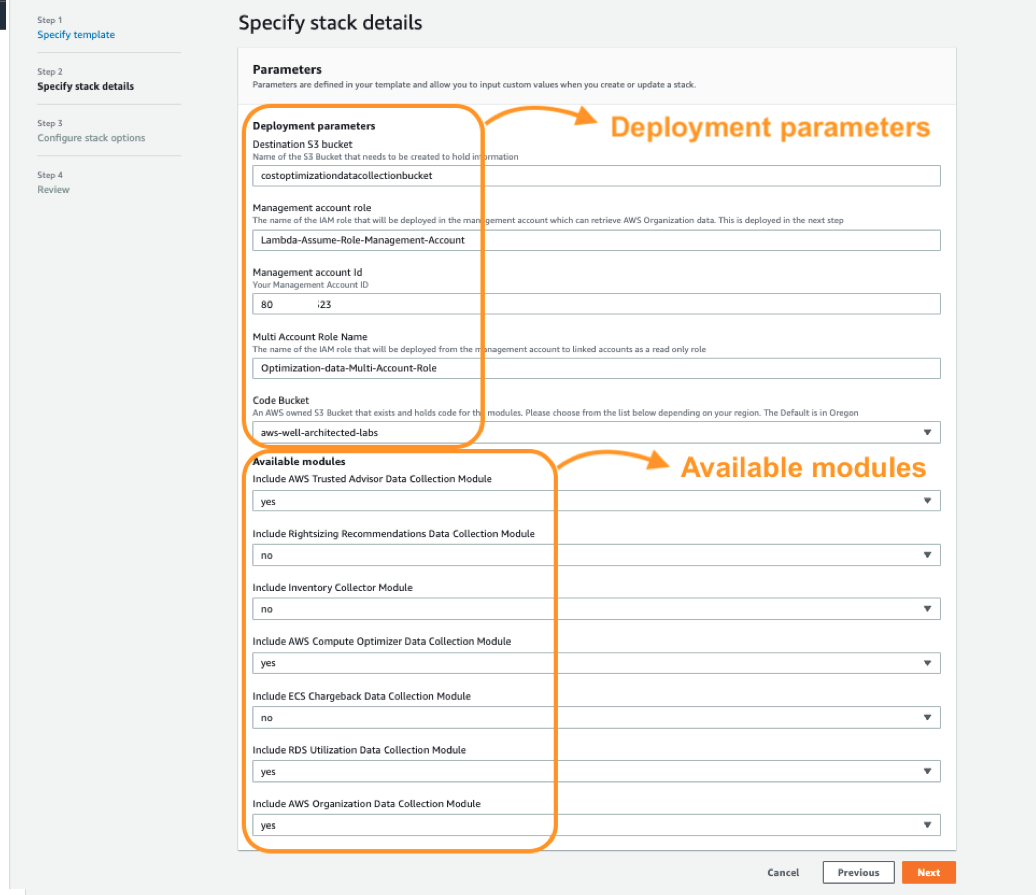 Specify stack details
Step 1
Specify template
Step 2
Specify stack details
Step 3
Configure stack options
Step 4
Review
Parameters
Parameters are defined in your template and allow you to input custom values when you create or update a stack.
Deployment parameters
Deployment parameters
Destination S3 bucket
Name of the S3 Bucket that needs to be created to hold information
costoptimizationdatacollectionbucket
Management account role
The name of the IAM role that will be deployed in the management account which can retrieve AWS Organization data. This is deployed in the next step
Lambda-Assume-Role-Management-Account
Management account Id
Your Management Account ID
80 23
Multi Account Role Name
The name of the IAM role that will be deployed from the management account to linked accounts as a read only role
Optimization-data-Multi-Account-Role
Code Bucket
An AWS owned S3 Bucket that exists and holds code for the modules. Please choose from the list below depending on your region. The Default is in Oregon
aws-well-architected-labs
Available modules
Available modules
Include AWS Trusted Advisor Data Collection Module
yes
Include Rightsizing Recommendations Data Collection Module
no
Include Inventory Collector Module
no
Include AWS Compute Optimizer Data Collection Module
yes
Include ECS Chargeback Data Collection Module
no
Include RDS Utilization Data Collection Module
yes
Include AWS Organization Data Collection Module
yes
Cancel
Previous
Next